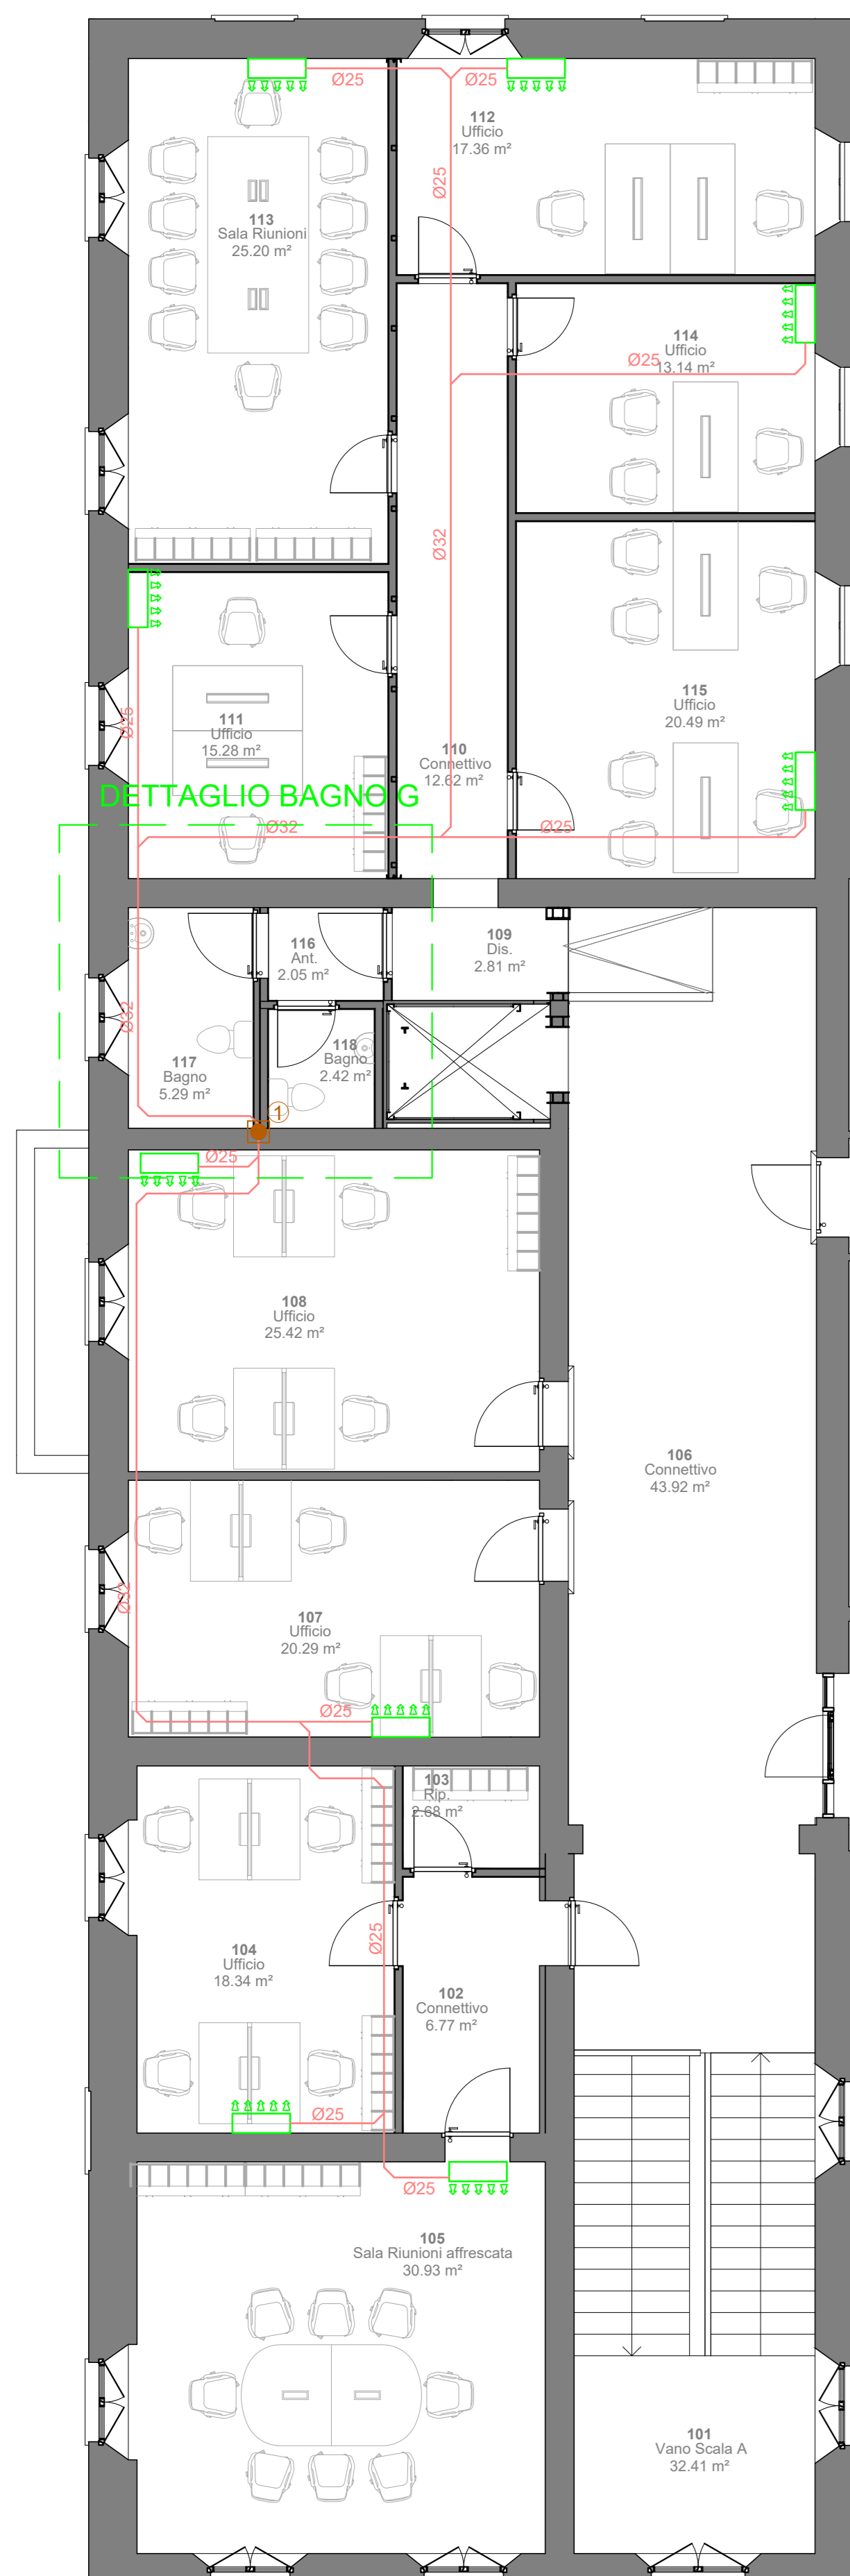 Ø25
Ø25
112
Ufficio
17.36 m²
Ø25
113
Sala Riunioni
25.20 m²
114
Ufficio
13.14 m²
Ø25
Ø32
115
Ufficio
20.49 m²
111
Ufficio
15.28 m²
Ø25
110
Connettivo
12.62 m²
DETTAGLIO BAGNO G
Ø32
Ø25
109
Dis.
2.81 m²
116
Ant.
2.05 m²
Ø32
118
Bagno
2.42 m²
117
Bagno
5.29 m²
1
Ø25
108
Ufficio
25.42 m²
106
Connettivo
43.92 m²
Ø32
107
Ufficio
20.29 m²
Ø25
103
Rip.
2.68 m²
Ø25
104
Ufficio
18.34 m²
102
Connettivo
6.77 m²
Ø25
Ø25
105
Sala Riunioni affrescata
30.93 m²
101
Vano Scala A
32.41 m²